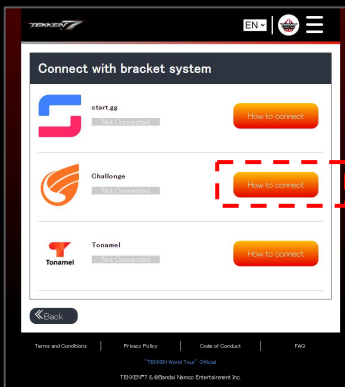 TEKKEN 7
EN
Connect with bracket system
start.gg
Not Connected
How to connect
Challonge
Not Connected
How to connect
Tonamel
Tonamel
Not Connected
How to connect
Back
Terms and Conditions | Privacy Policy | Code of Conduct | FAQ
"TEKKEN World Tour" Official
TEKKEN™7 & ©Bandai Namco Entertainment Inc.